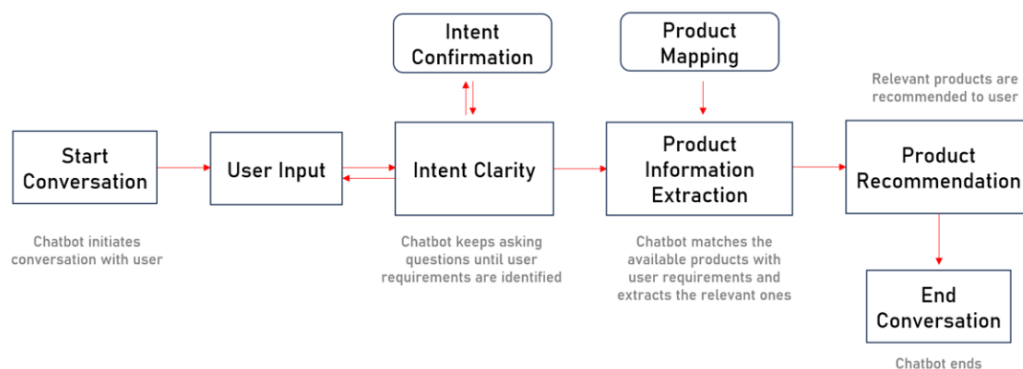 Intent
Confirmation
Product
Mapping
Relevant products are
recommended to user
Start
Conversation
User Input
Intent Clarity
Product
Information
Extraction
Product
Recommendation
Chatbot initiates
conversation with user
Chatbot keeps asking
questions until user
requirements are identified
Chatbot matches the
available products with
user requirements and
extracts the relevant ones
End
Conversation
Chatbot ends